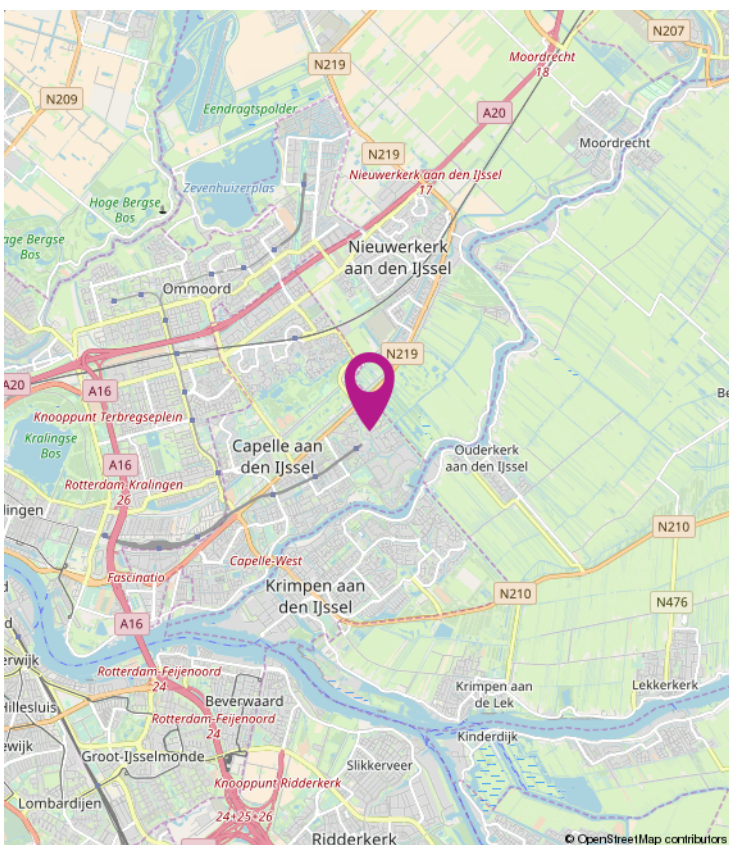 N207
Moordrecht
18
N219
N209
Eendragtspolder
A20
Moordrecht
N219
Nieuwerkerk aan den IJssel
17
Zevenhuizerplas
Hoge Bergse
Bos
age Bergse
Bos
Nieuwerkerk
aan den IJssel
Ommoord
N219
A20
A16
Be
Knooppunt Terbregseplein
Kralingse
Bos
Capelle aan
den IJssel
Ouderkerk
aan den IJssel
A16
Rotterdam-Kralingen
26
lingen
N210
Capelle-West
Fascinatio
Krimpen aan
den IJssel
N210
N476
d
A16
erwijk
Rotterdam-Feijenoord
24
Krimpen aan
de Lek
Lekkerkerk
Hillesluis
Beverwaard
Rotterdam-Feijenoord
24
ewijk
Groot-IJsselmonde
Kinderdijk
Slikkerveer
Knooppunt Ridderkerk
Lombardijen
24+25+26
Ridderkerk
© OpenStreetMap contributors